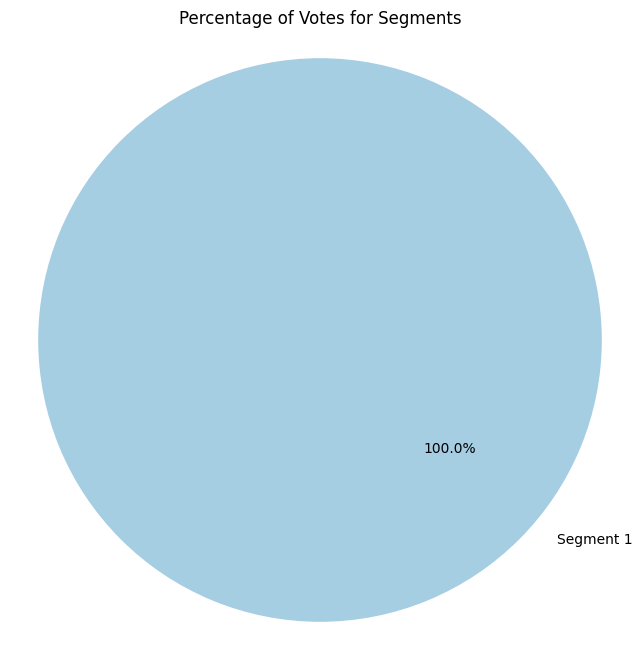 Percentage of Votes for Segments
100.0%
Segment 1